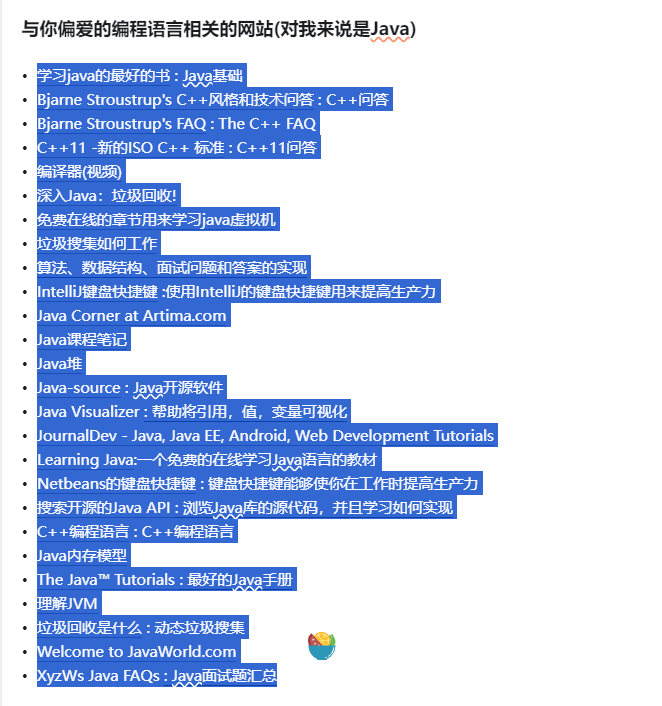 与你偏爱的编程语言相关的网站(对我来说是Java)
• 学习java的最好的书 : Java基础
• Bjarne Stroustrup's C++风格和技术问答 : C++问答
• Bjarne Stroustrup's FAQ : The C++ FAQ
• C++11 -新的ISO C++ 标准 : C++11问答
• 编译器(视频)
• 深入Java：垃圾回收!
• 免费在线的章节用来学习java虚拟机
• 垃圾搜集如何工作
• 算法、数据结构、面试问题和答案的实现
• IntelliJ键盘快捷键 :使用IntelliJ的键盘快捷键用来提高生产力
• Java Corner at Artima.com
• Java课程笔记
• Java堆
• Java-source : Java开源软件
• Java Visualizer : 帮助将引用，值，变量可视化
• JournalDev - Java, Java EE, Android, Web Development Tutorials
• Learning Java:一个免费的在线学习Java语言的教材
• Netbeans的键盘快捷键 : 键盘快捷键能够使你在工作时提高生产力
• 搜索开源的Java API : 浏览Java库的源代码，并且学习如何实现
• C++编程语言 : C++编程语言
• Java内存模型
• The Java™ Tutorials : 最好的Java手册
• 理解JVM
• 垃圾回收是什么 : 动态垃圾搜集
• Welcome to JavaWorld.com
• XyzWs Java FAQs : Java面试题汇总